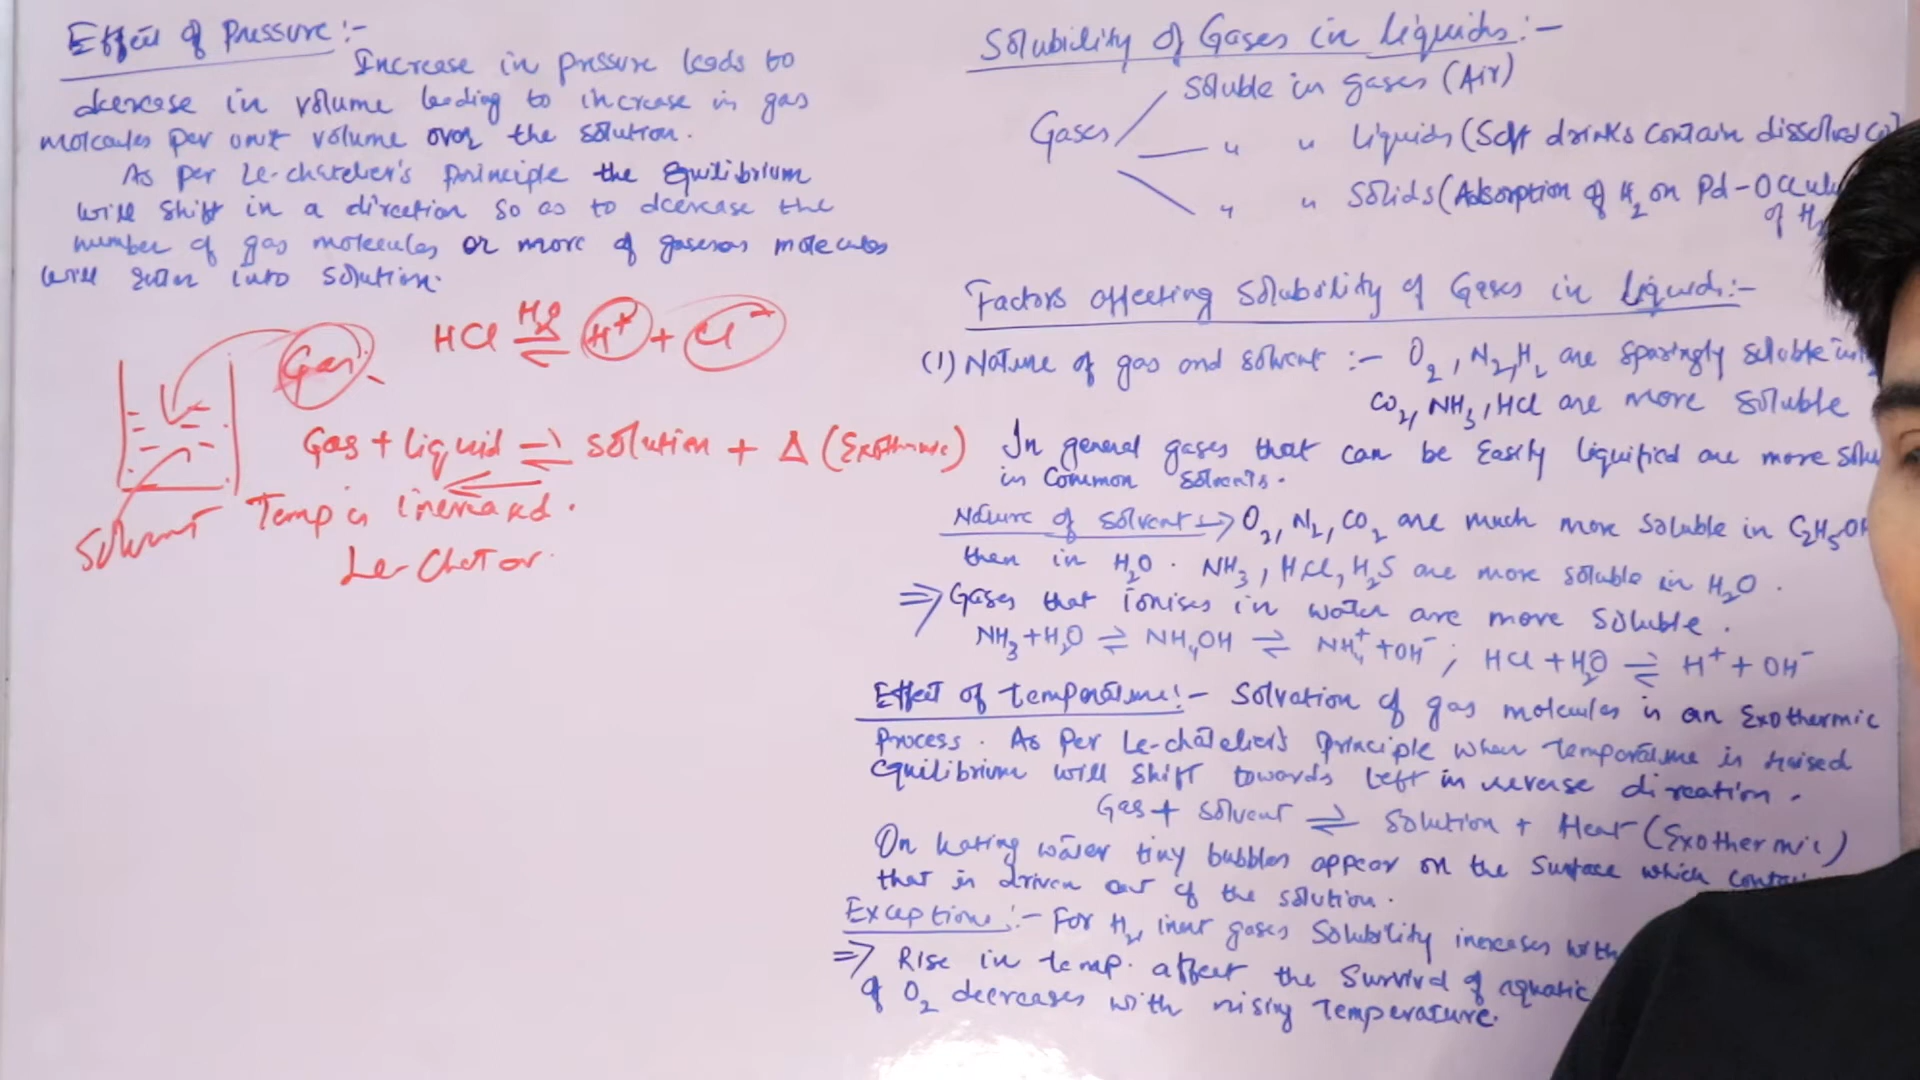 Effect of Pressure:-
Increase in pressure leads to
decrease in volume leading to increase in gas
molcules per unit volume over the solution.
As per Le-chatelier's principle the equilibrium
will shift in a direction so as to decrease the
number of gas molecules or more of gaseous molecules
will into solution.
HCl ⇌ H⁺ + Cl⁻
H₂O
Gas
Gas + Liquid ⇌ solution + Δ (Exothermic)
Solvent
Temp is increased.
Le-Chat
Solubility of Gases in Liquids:-
Gases
Soluble in gases (Air)
" " Liquids (Soft drinks contain dissolved
" " Solids (Adsorption of H₂ on Pd-
of H₂
Factors affecting Solubility of Gases in Liquids:-
(1) Nature of gas and solvent :- O₂, N₂, H₂ are sparingly soluble in
CO₂, NH₃, HCl are more soluble
In general gases that can be easily liquified are more
in common solvents.
Nature of solvent → O₂, N₂, CO₂ are much more soluble in C₂H₅OH
then in H₂O. NH₃, HCl, H₂S are more soluble in H₂O.
⇒ Gases that ionises in water are more soluble.
NH₃ + H₂O ⇌ NH₄OH ⇌ NH₄⁺ + OH⁻ ; HCl + H₂O ⇌ H⁺ + OH⁻
Effect of temperature:- Solvation of gas molecules is an Exothermic
Process. As per Le-chatelier's Principle when temperature is raised
equilibrium will shift towards left in reverse direction.
Gas + solvent ⇌ Solution + Heat (Exothermic)
On heating water tiny bubbles appear on the surface which
that is driven out of the solution.
Exception:- For H₂, inert gases Solubility increases with
⇒ Rise in temp. affect the Survival of aquatic
of O₂ decreases with rising Temperature.